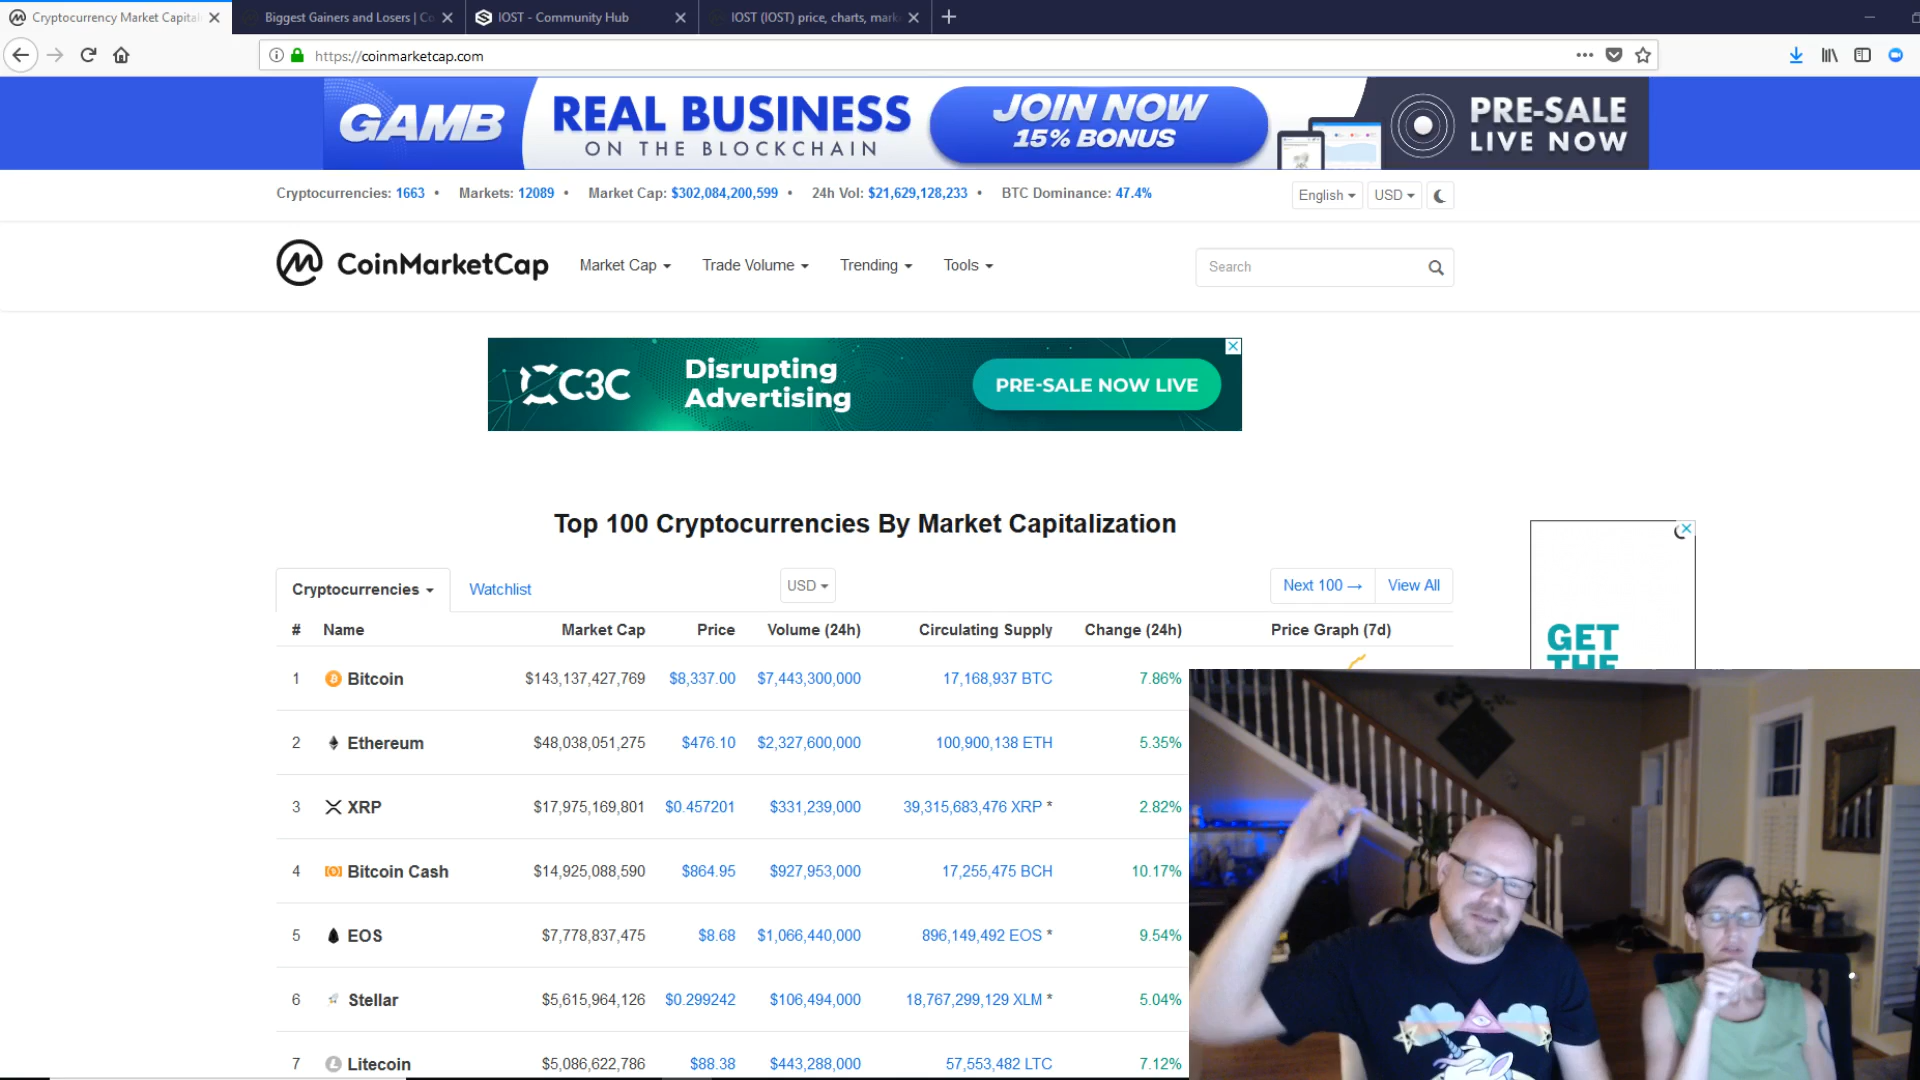 Cryptocurrency Market Capital
Biggest Gainers and Losers | Co
IOST - Community Hub
IOST (IOST) price, charts, mark
https://coinmarketcap.com
GAMB
REAL BUSINESS
ON THE BLOCKCHAIN
JOIN NOW
15% BONUS
PRE-SALE
LIVE NOW
Cryptocurrencies: 1663 • Markets: 12089 • Market Cap: $302,084,200,599 • 24h Vol: $21,629,128,233 • BTC Dominance: 47.4%
English
USD
CoinMarketCap
Market Cap
Trade Volume
Trending
Tools
Search
C3C
Disrupting
Advertising
PRE-SALE NOW LIVE
Top 100 Cryptocurrencies By Market Capitalization
Cryptocurrencies
Watchlist
USD
Next 100 →
View All
GET
THE
# Name Market Cap Price Volume (24h) Circulating Supply Change (24h) Price Graph (7d)
1 Bitcoin $143,137,427,769 $8,337.00 $7,443,300,000 17,168,937 BTC 7.86%
2 Ethereum $48,038,051,275 $476.10 $2,327,600,000 100,900,138 ETH 5.35%
3 XRP $17,975,169,801 $0.457201 $331,239,000 39,315,683,476 XRP * 2.82%
4 Bitcoin Cash $14,925,088,590 $864.95 $927,953,000 17,255,475 BCH 10.17%
5 EOS $7,778,837,475 $8.68 $1,066,440,000 896,149,492 EOS * 9.54%
6 Stellar $5,615,964,126 $0.299242 $106,494,000 18,767,299,129 XLM * 5.04%
7 Litecoin $5,086,622,786 $88.38 $443,288,000 57,553,482 LTC 7.12%